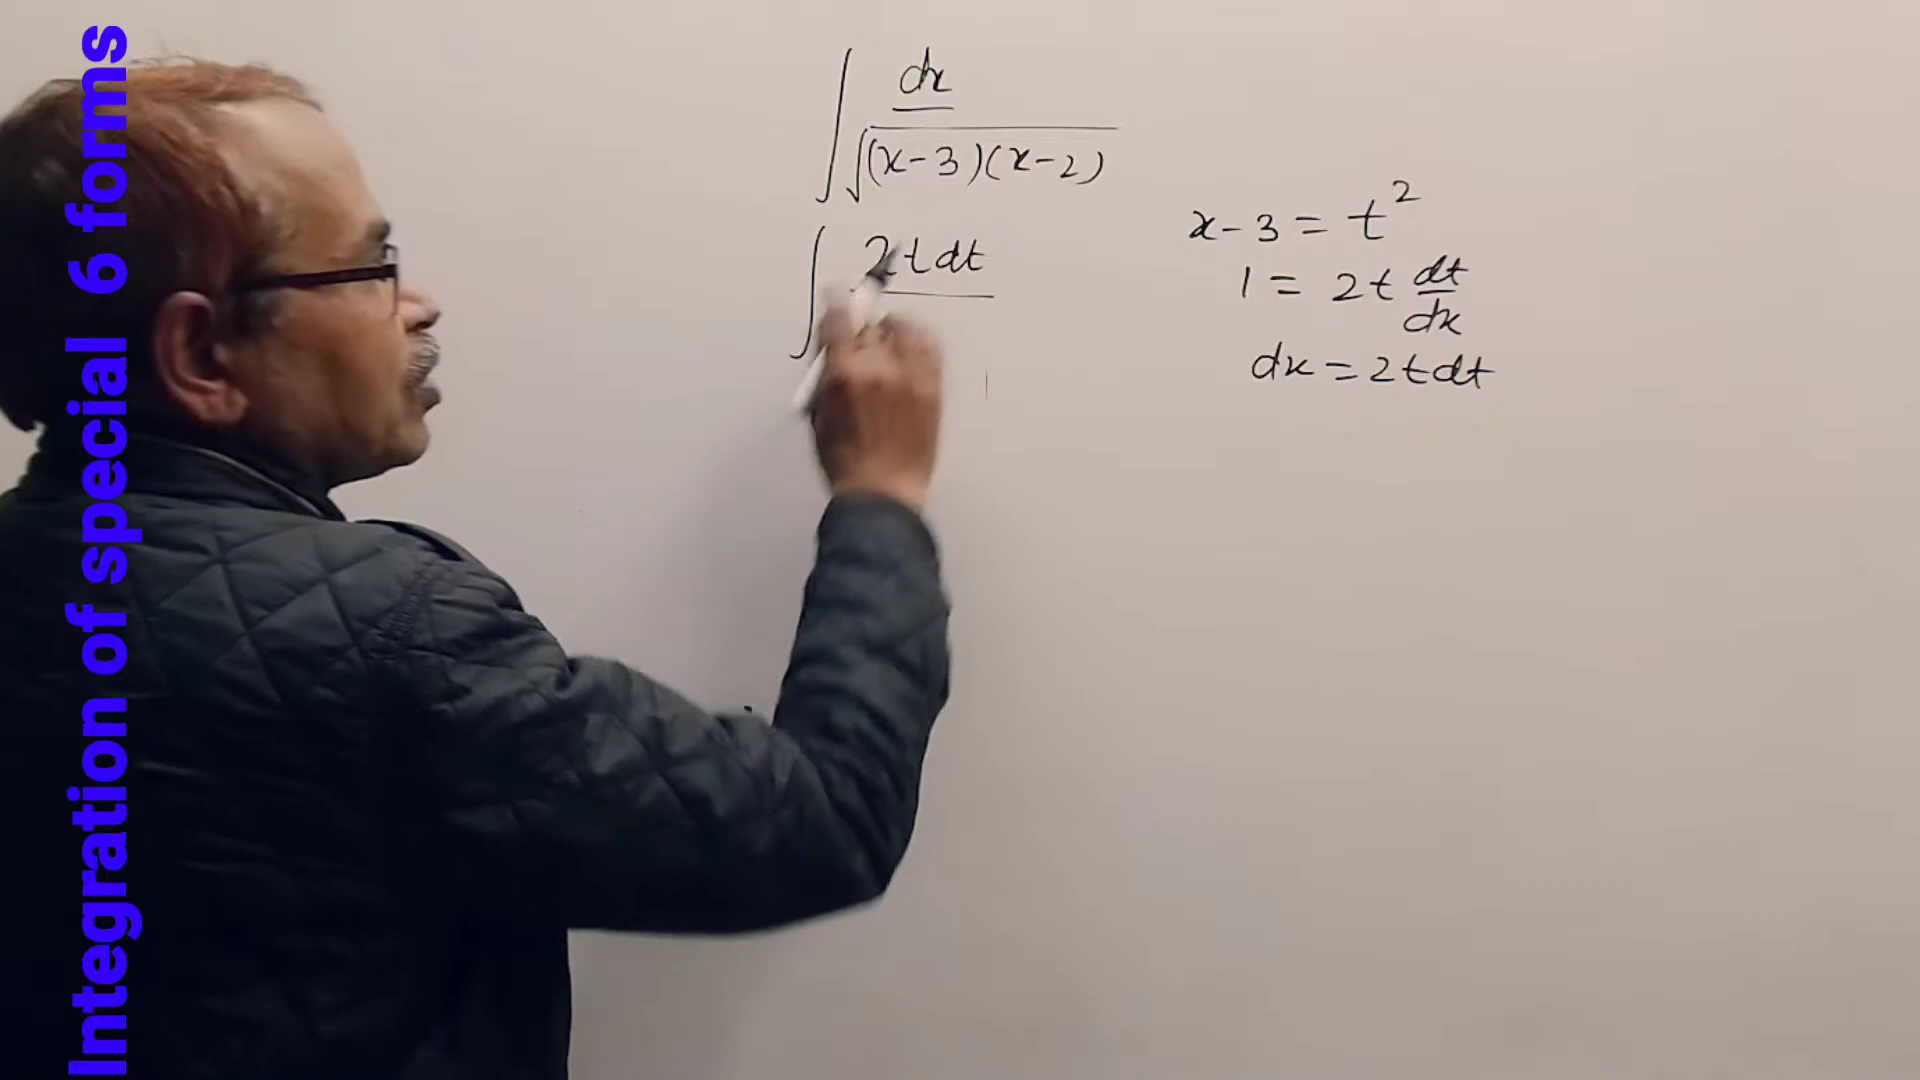 Integration of special 6 forms
∫ dx
√(x-3)(x-2)
∫ 2t dt
x-3 = t²
1 = 2t dt/dx
dx = 2t dt